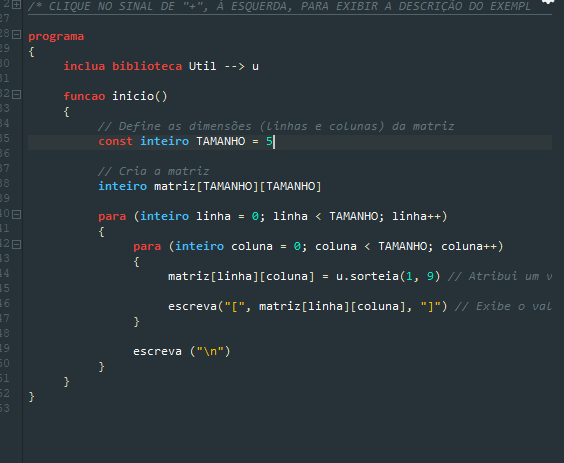 /* CLIQUE NO SINAL DE "+", À ESQUERDA, PARA EXIBIR A DESCRIÇÃO DO EXEMPL
27
28 programa
29 {
30 inclua biblioteca Util --> u
31
32 funcao inicio()
33 {
34 // Define as dimensões (linhas e colunas) da matriz
35 const inteiro TAMANHO = 5
36
37 // Cria a matriz
38 inteiro matriz[TAMANHO][TAMANHO]
39
40 para (inteiro linha = 0; linha < TAMANHO; linha++)
41 {
42 para (inteiro coluna = 0; coluna < TAMANHO; coluna++)
43 {
44 matriz[linha][coluna] = u.sorteia(1, 9) // Atribui um v
45
46 escreva("[", matriz[linha][coluna], "]") // Exibe o val
47 }
48
49 escreva ("\n")
50 }
51 }
52 }
53